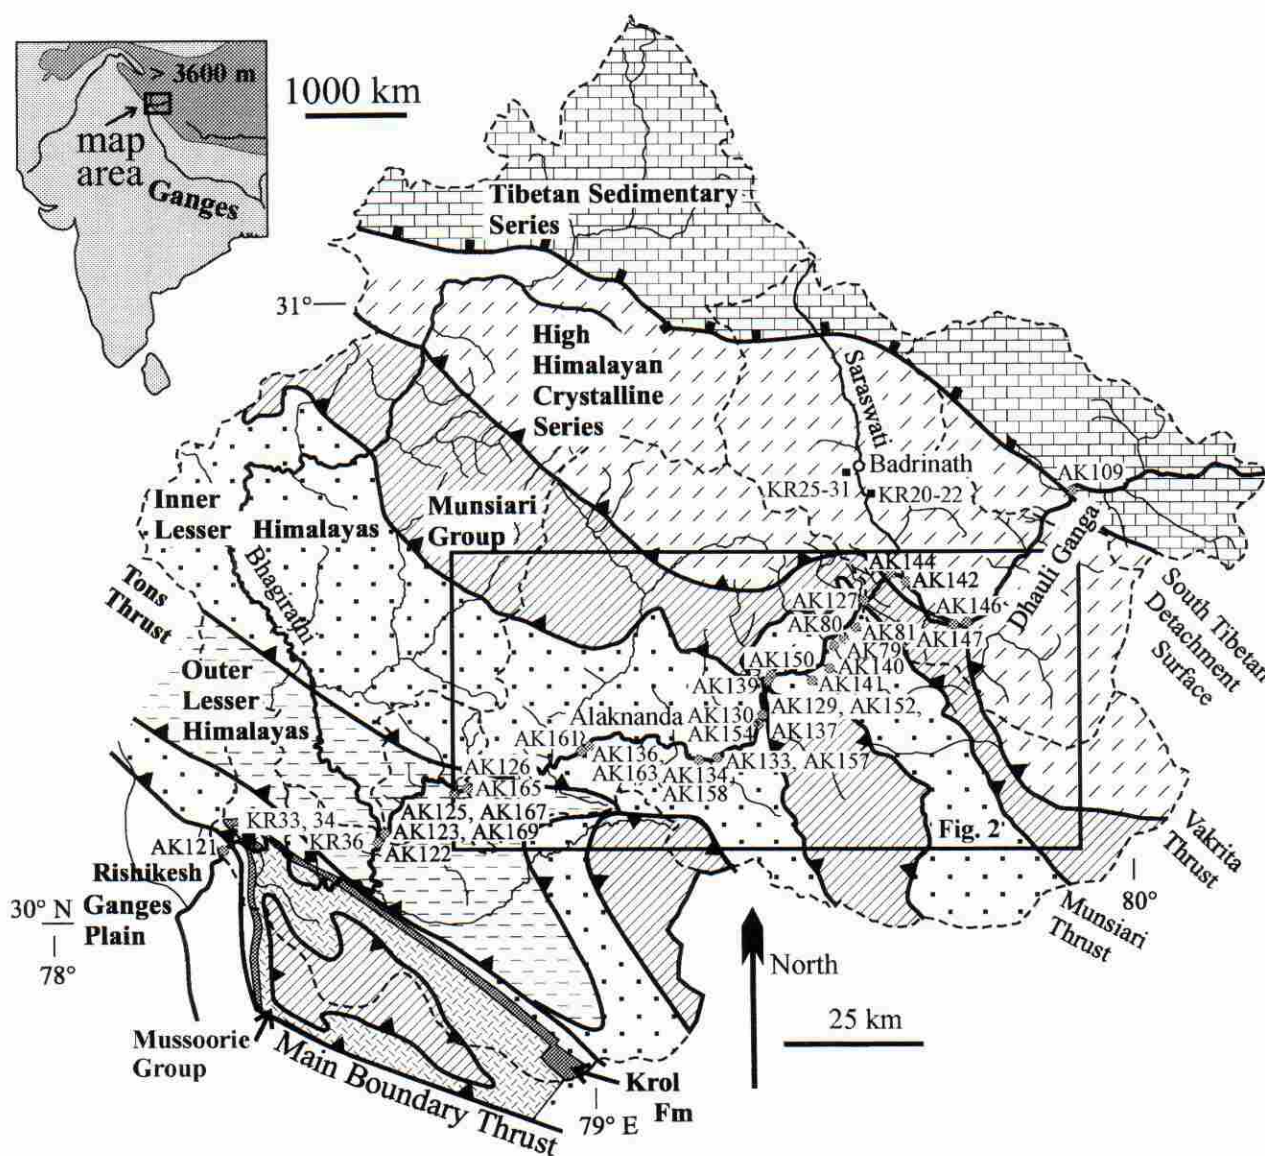 > 3600 m
map
area
Ganges
1000 km
Tibetan Sedimentary
Series
31°
High
Himalayan
Crystalline
Series
Saraswati
Badrinath
KR25-31
KR20-22
AK109
Inner
Lesser Himalayas
Munsiari
Group
Bhagirathi
Tons
Thrust
Dhauli Ganga
South Tibetan
Detachment
Surface
AK144
AK142
AK127
AK146
AK80
AK81
AK147
AK79
AK150
AK140
AK139
AK141
Outer
Lesser
Himalayas
Alaknanda
AK130
AK129, AK152,
AK154
AK137
AK161
AK136,
AK163
AK133, AK157
AK134,
AK158
AK126
AK165
AK125, AK167
AK123, AK169
AK122
KR33, 34
KR36
AK121
Fig. 2
Rishikesh
Ganges
Plain
30° N
78°
Vakrita
Thrust
80°
Munsiari
Thrust
North
25 km
Mussoorie
Group
Main Boundary Thrust
Krol
Fm
79° E